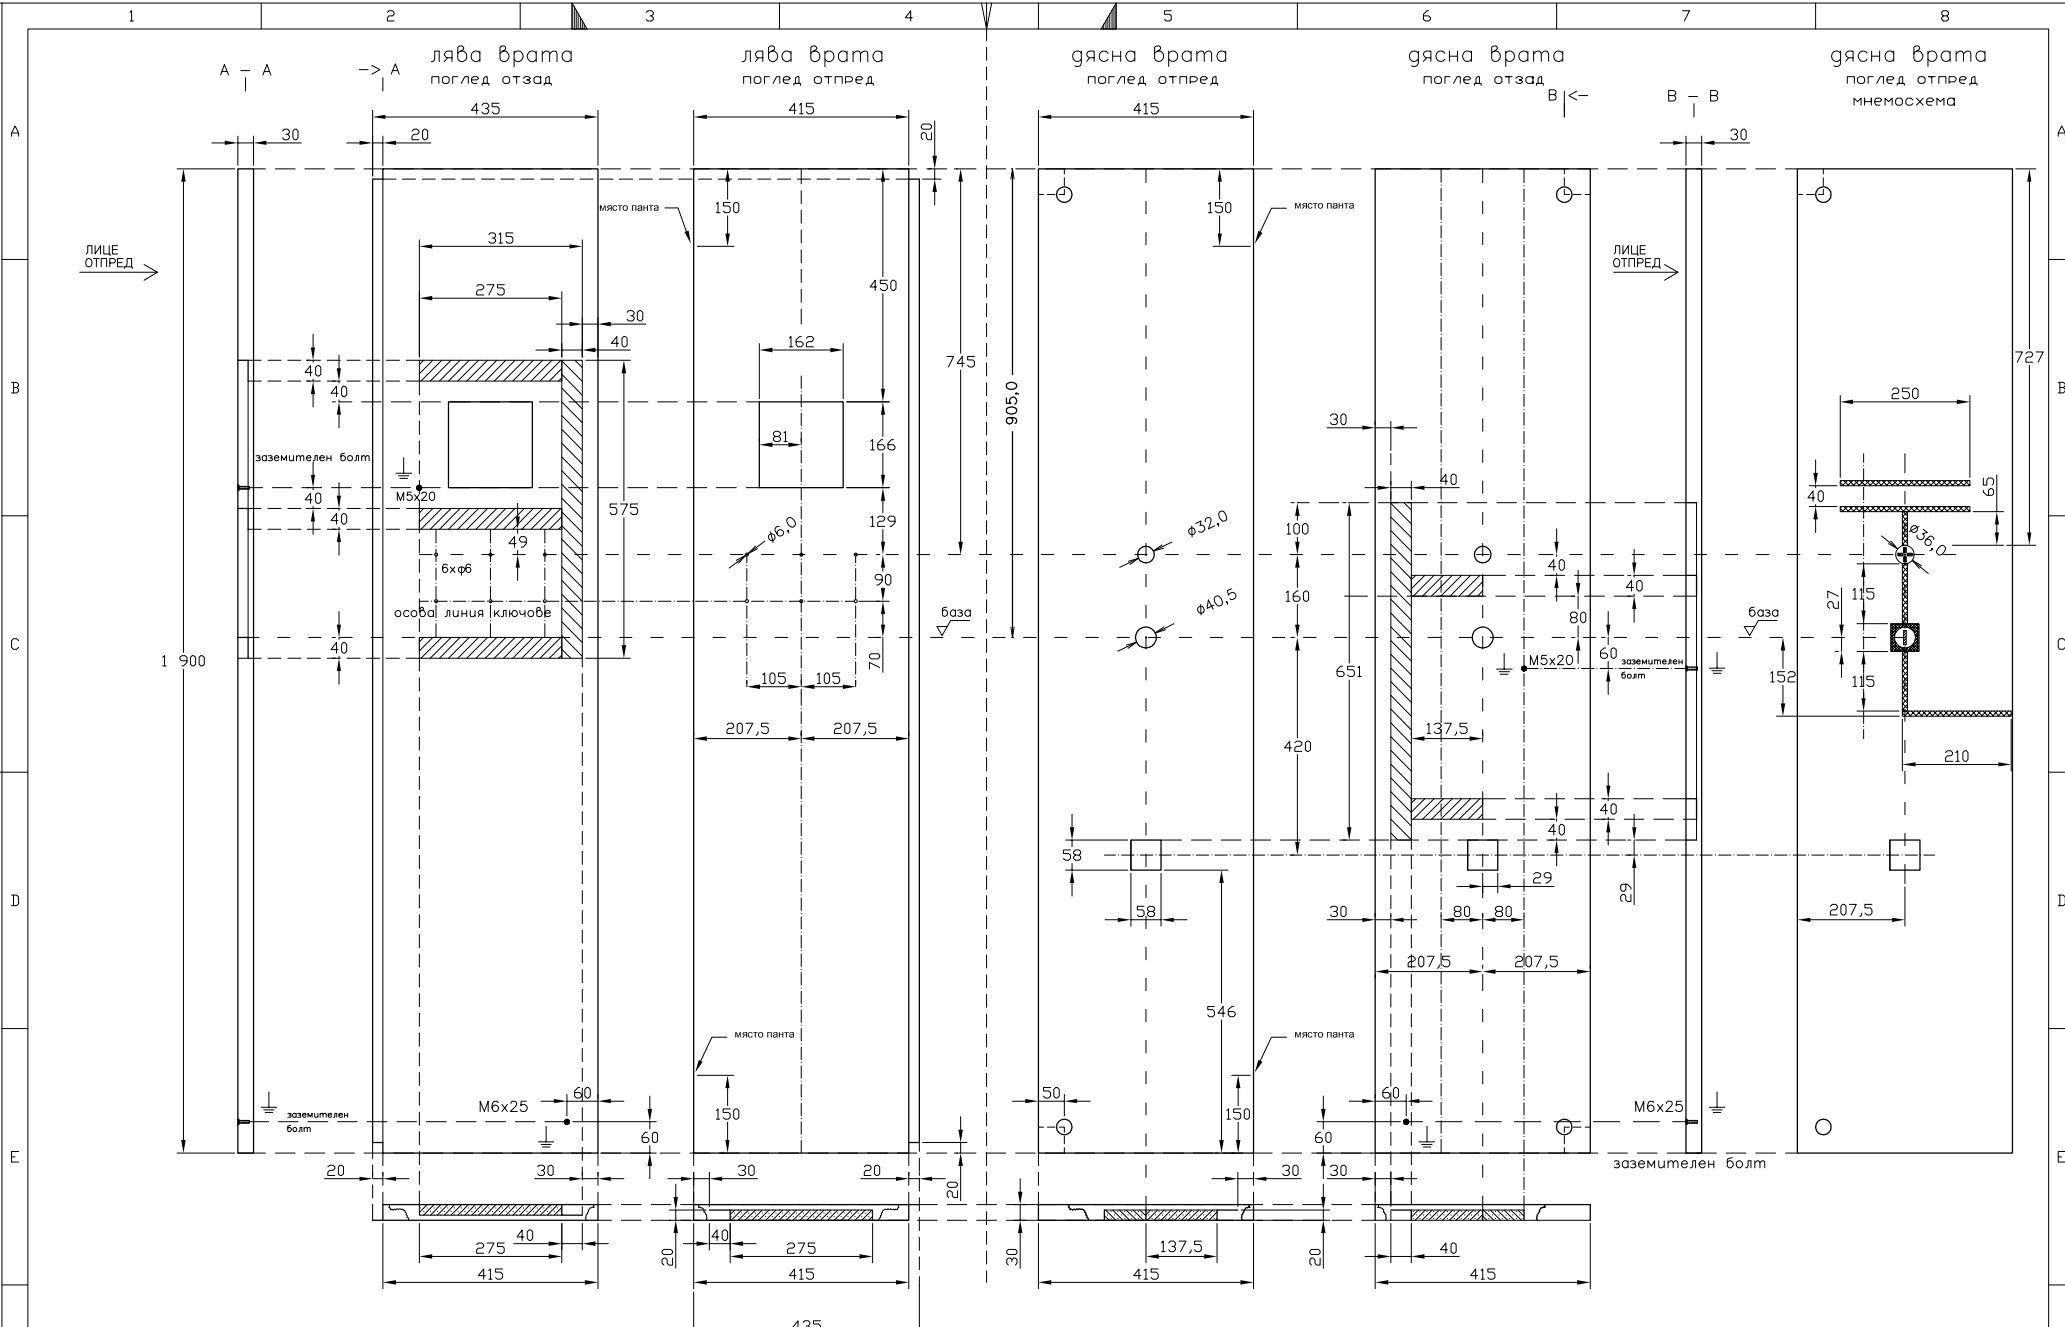 1 2 3 4 5 6 7 8
лява врата
поглед отзад
лява врата
поглед отпред
дясна врата
поглед отпред
дясна врата
поглед отзад
дясна врата
поглед отпред
мнемосхема
A - A
-> A
B <-
B - B
435
415
415
A
30
20
20
30
A
150
място панта
150
място панта
ЛИЦЕ
ОТПРЕД
315
ЛИЦЕ
ОТПРЕД
275
450
30
40
162
745
727
40
40
B
905,0
250
B
30
81
166
заземителен болт
M5x20
40
40
575
40
40
65
129
100
49
ø6,0
ø32,0
ø36,0
6xф6
90
40
40
115
160
80
27
ø40,5
осова линия ключове
база
база
C
C
40
70
60
1 900
M5x20
заземителен
болт
651
152
115
105
105
207,5
207,5
137,5
420
210
40
40
58
29
29
D
D
58
30
80
80
207,5
207,5
207,5
546
място панта
място панта
60
M6x25
150
50
150
60
M6x25
заземителен
болт
60
60
E
E
заземителен болт
20
30
30
20
20
30
30
40
20
40
30
137,5
20
40
275
275
415
415
415
415
435